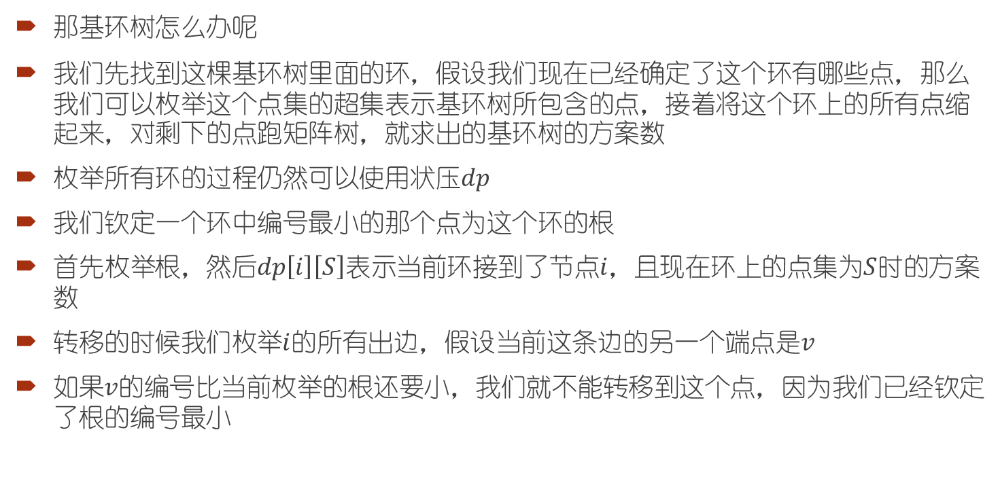 那基环树怎么办呢
我们先找到这棵基环树里面的环，假设我们现在已经确定了这个环有哪些点，那么
我们可以枚举这个点集的超集表示基环树所包含的点，接着将这个环上的所有点缩
起来，对剩下的点跑矩阵树，就求出的基环树的方案数
枚举所有环的过程仍然可以使用状压dp
我们钦定一个环中编号最小的那个点为这个环的根
首先枚举根，然后dp[i][S]表示当前环接到了节点i，且现在环上的点集为S时的方案
数
转移的时候我们枚举i的所有出边，假设当前这条边的另一个端点是v
如果v的编号比当前枚举的根还要小，我们就不能转移到这个点，因为我们已经钦定
了根的编号最小